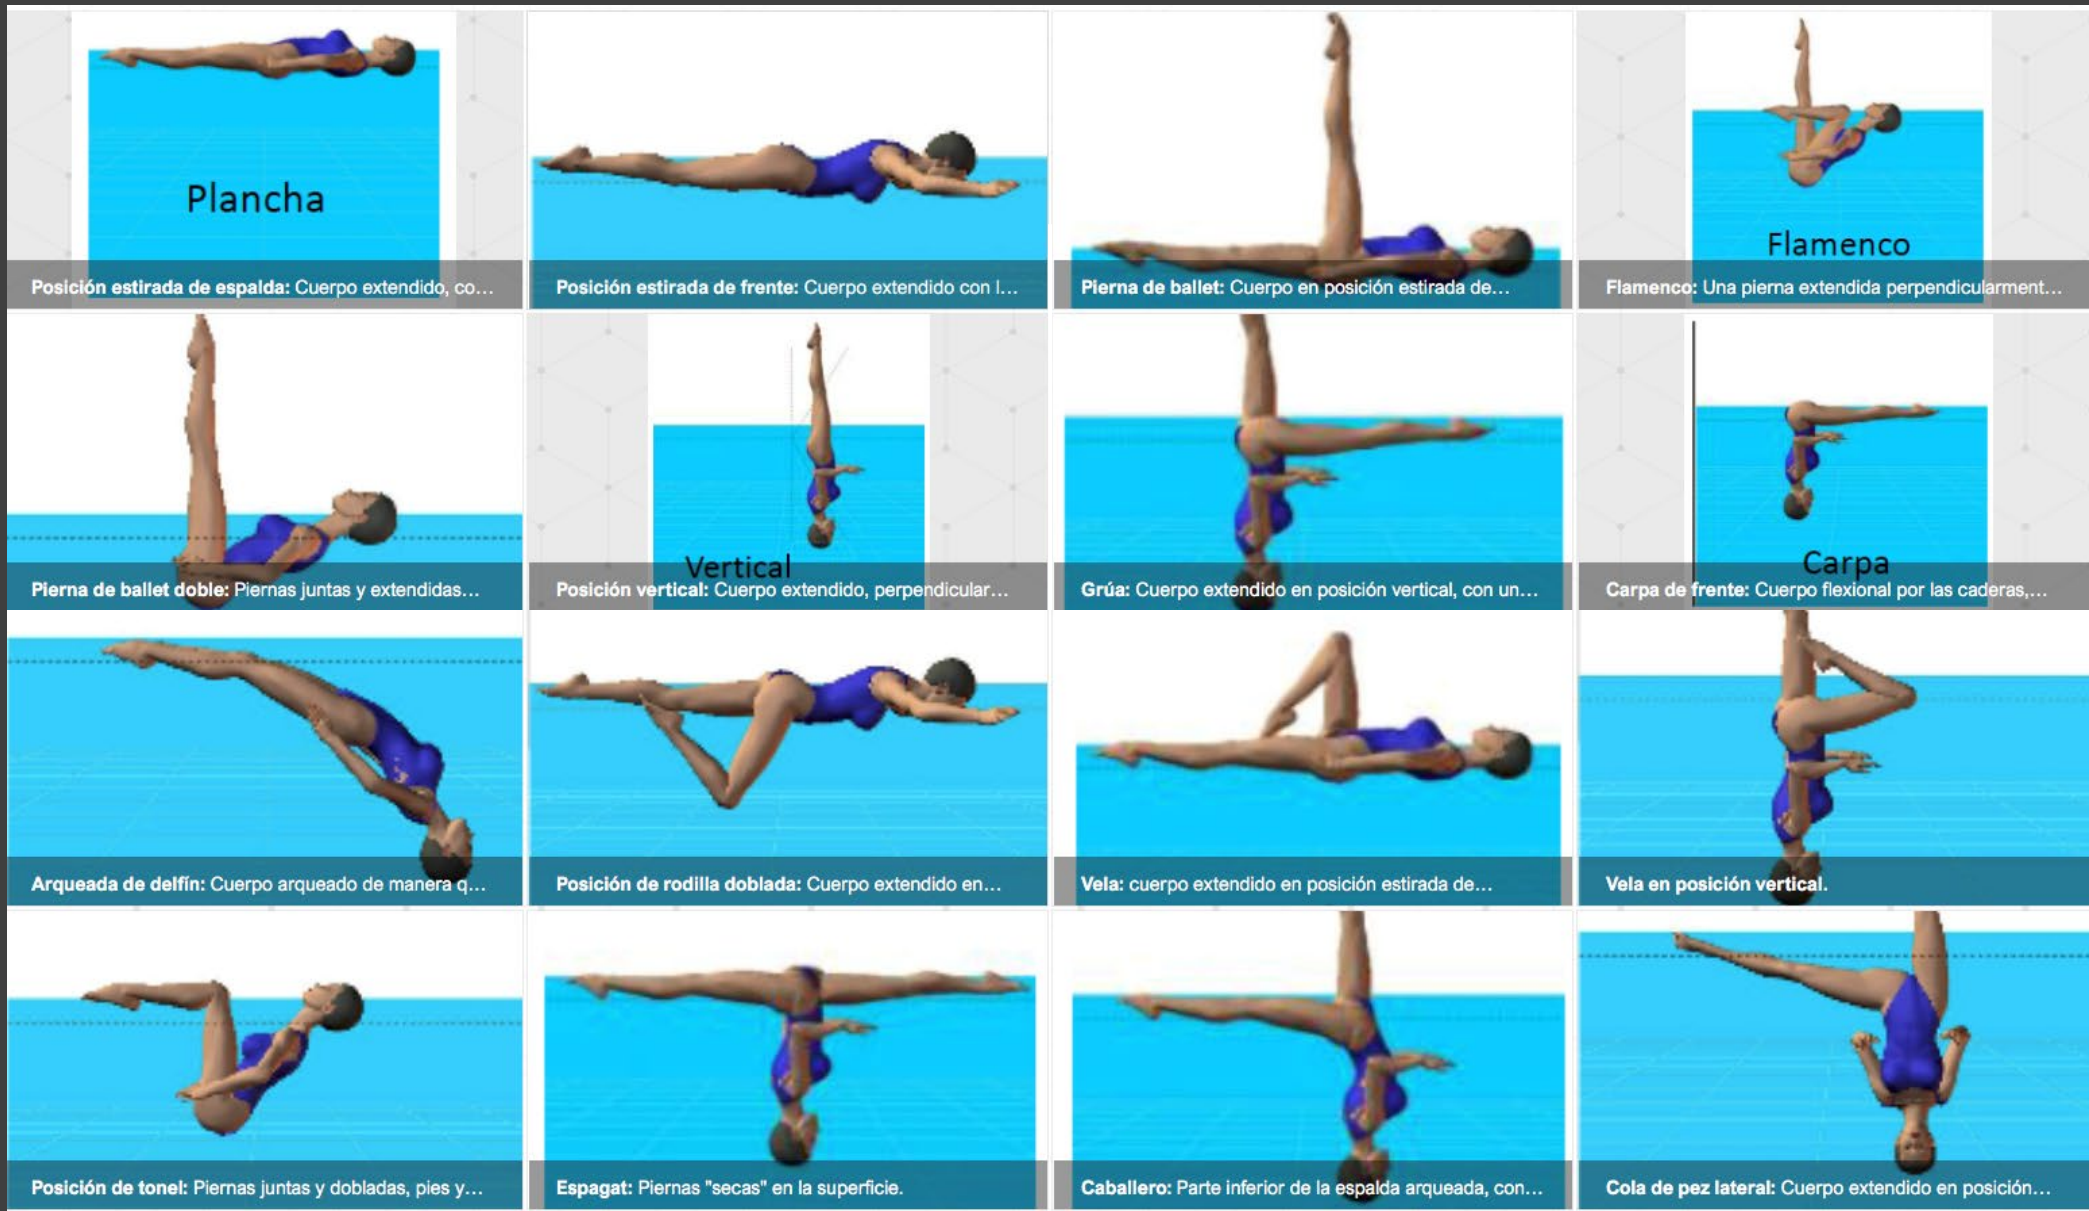 Plancha
Posición estirada de espalda: Cuerpo extendido, co...
Posición estirada de frente: Cuerpo extendido con l...
Pierna de ballet: Cuerpo en posición estirada de...
Flamenco
Flamenco: Una pierna extendida perpendicularment...
Pierna de ballet doble: Piernas juntas y extendidas...
Vertical
Posición vertical: Cuerpo extendido, perpendicular...
Grúa: Cuerpo extendido en posición vertical, con un...
Carpa
Carpa de frente: Cuerpo flexional por las caderas,...
Arqueada de delfín: Cuerpo arqueado de manera q...
Posición de rodilla doblada: Cuerpo extendido en...
Vela: cuerpo extendido en posición estirada de...
Vela en posición vertical.
Posición de tonel: Piernas juntas y dobladas, pies y...
Espagat: Piernas "secas" en la superficie.
Caballero: Parte inferior de la espalda arqueada, con...
Cola de pez lateral: Cuerpo extendido en posición...